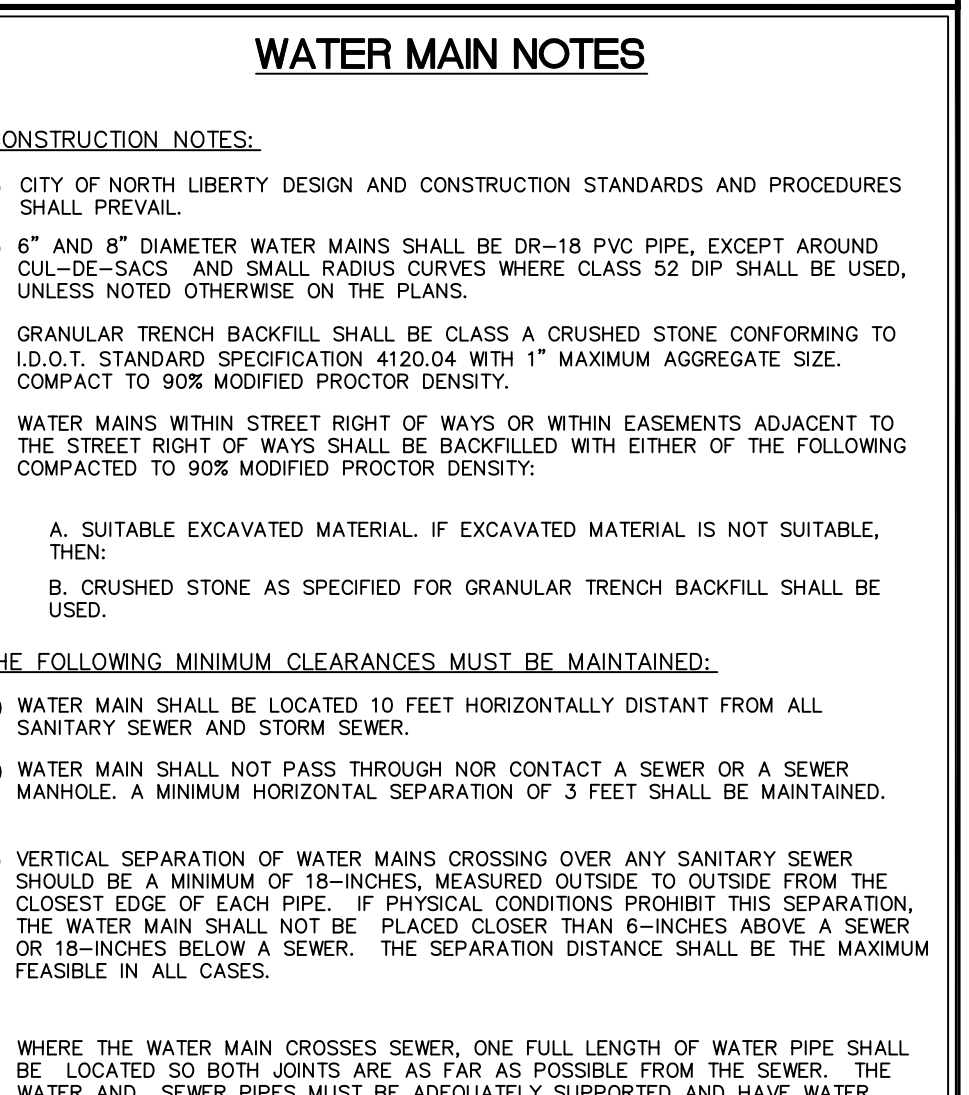 WATER MAIN NOTES
ONSTRUCTION NOTES:
CITY OF NORTH LIBERTY DESIGN AND CONSTRUCTION STANDARDS AND PROCEDURES
SHALL PREVAIL.
6" AND 8" DIAMETER WATER MAINS SHALL BE DR-18 PVC PIPE, EXCEPT AROUND
CUL-DE-SACS AND SMALL RADIUS CURVES WHERE CLASS 52 DIP SHALL BE USED,
UNLESS NOTED OTHERWISE ON THE PLANS.
GRANULAR TRENCH BACKFILL SHALL BE CLASS A CRUSHED STONE CONFORMING TO
I.D.O.T. STANDARD SPECIFICATION 4120.04 WITH 1" MAXIMUM AGGREGATE SIZE.
COMPACT TO 90% MODIFIED PROCTOR DENSITY.
WATER MAINS WITHIN STREET RIGHT OF WAYS OR WITHIN EASEMENTS ADJACENT TO
THE STREET RIGHT OF WAYS SHALL BE BACKFILLED WITH EITHER OF THE FOLLOWING
COMPACTED TO 90% MODIFIED PROCTOR DENSITY:
A. SUITABLE EXCAVATED MATERIAL. IF EXCAVATED MATERIAL IS NOT SUITABLE,
THEN:
B. CRUSHED STONE AS SPECIFIED FOR GRANULAR TRENCH BACKFILL SHALL BE
USED.
HE FOLLOWING MINIMUM CLEARANCES MUST BE MAINTAINED:
) WATER MAIN SHALL BE LOCATED 10 FEET HORIZONTALLY DISTANT FROM ALL
SANITARY SEWER AND STORM SEWER.
) WATER MAIN SHALL NOT PASS THROUGH NOR CONTACT A SEWER OR A SEWER
MANHOLE. A MINIMUM HORIZONTAL SEPARATION OF 3 FEET SHALL BE MAINTAINED.
VERTICAL SEPARATION OF WATER MAINS CROSSING OVER ANY SANITARY SEWER
SHOULD BE A MINIMUM OF 18-INCHES, MEASURED OUTSIDE TO OUTSIDE FROM THE
CLOSEST EDGE OF EACH PIPE. IF PHYSICAL CONDITIONS PROHIBIT THIS SEPARATION,
THE WATER MAIN SHALL NOT BE PLACED CLOSER THAN 6-INCHES ABOVE A SEWER
OR 18-INCHES BELOW A SEWER. THE SEPARATION DISTANCE SHALL BE THE MAXIMUM
FEASIBLE IN ALL CASES.
WHERE THE WATER MAIN CROSSES SEWER, ONE FULL LENGTH OF WATER PIPE SHALL
BE LOCATED SO BOTH JOINTS ARE AS FAR AS POSSIBLE FROM THE SEWER. THE
WATER AND SEWER PIPES MUST BE ADEQUATELY SUPPORTED AND HAVE WATER